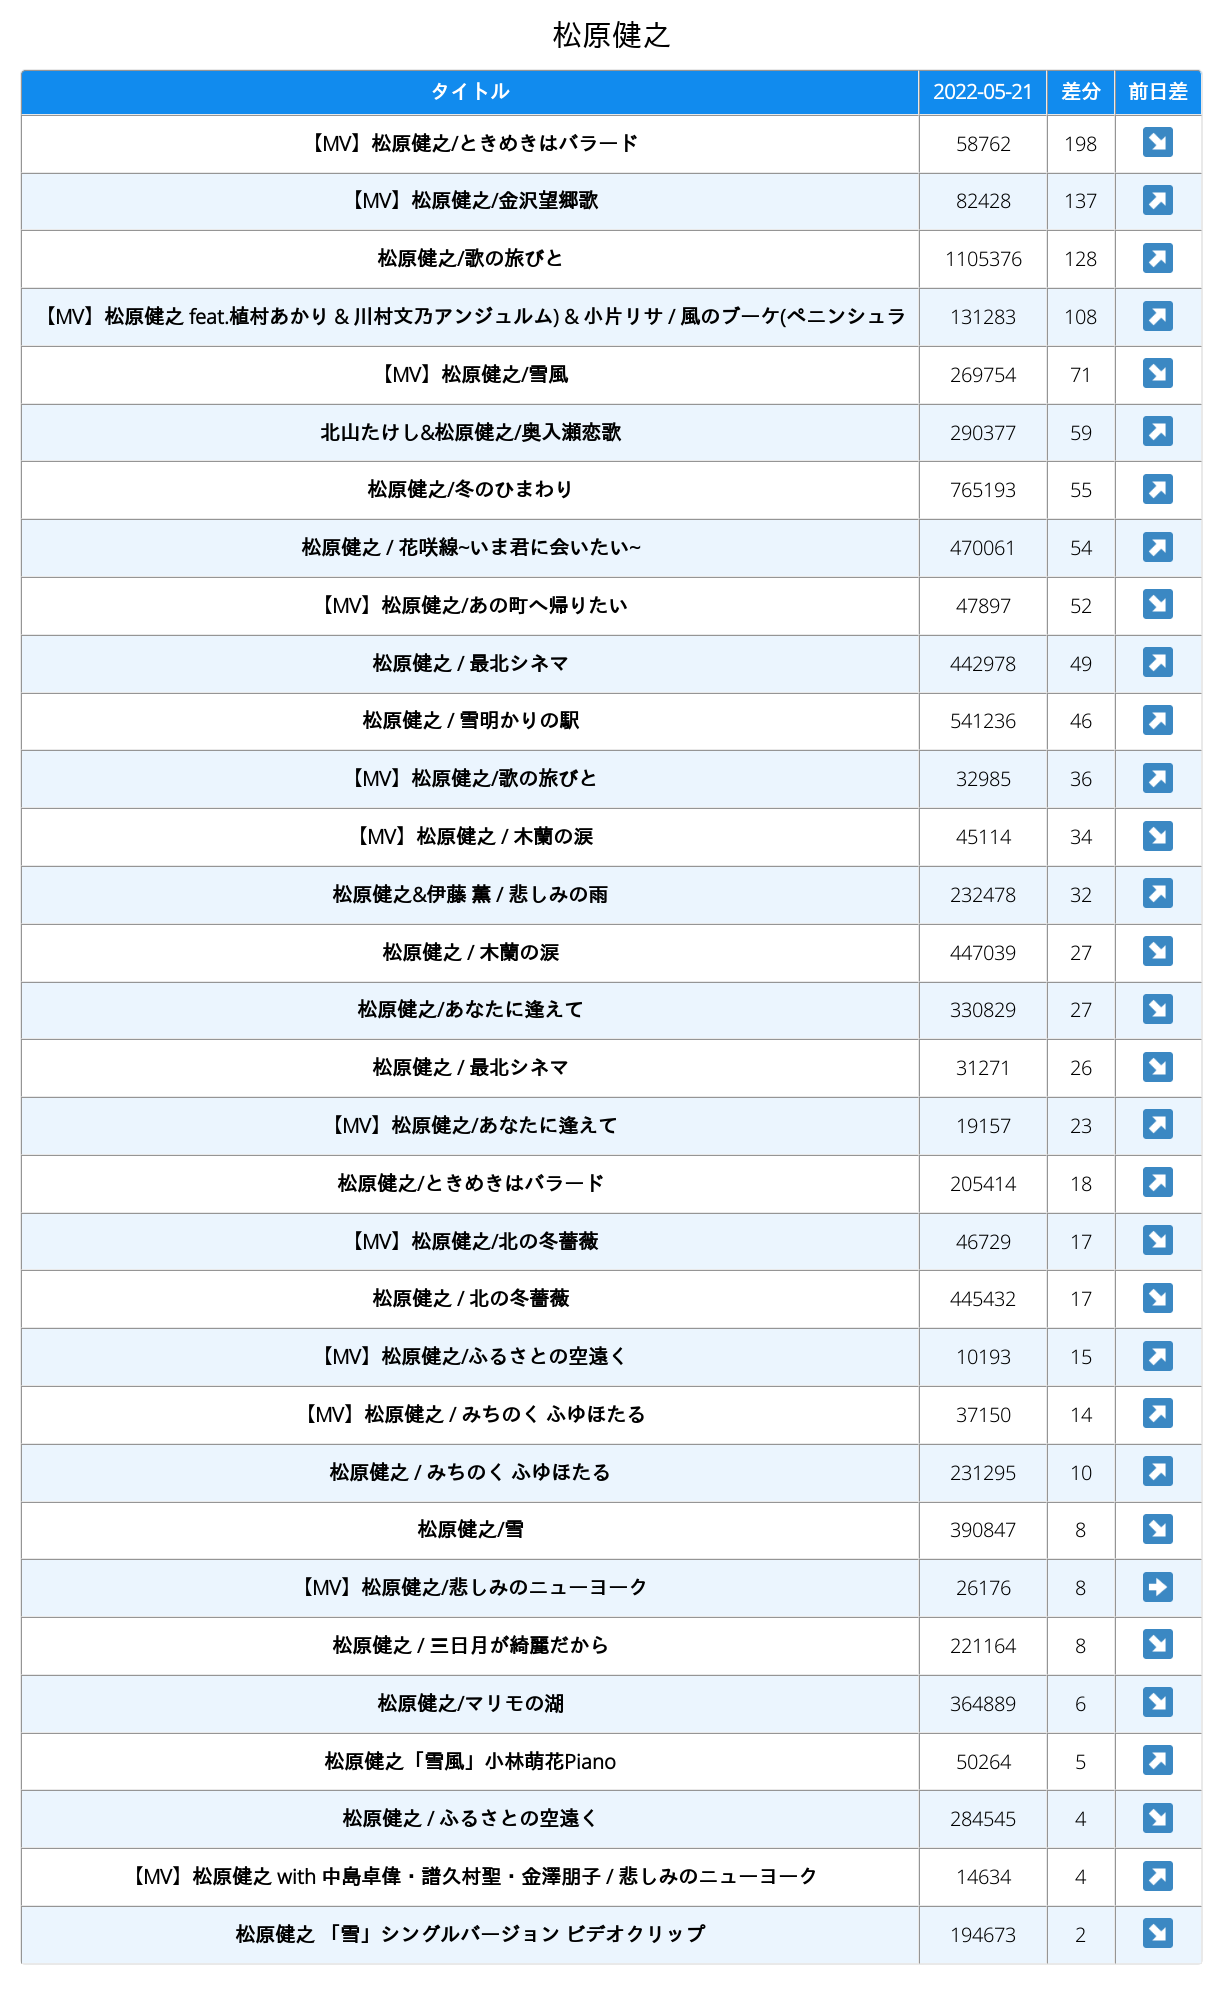 松原健之
タイトル 2022-05-21 差分 前日差
【MV】松原健之/ときめきはバラード 58762 198 ↘
【MV】松原健之/金沢望郷歌 82428 137 ↗
松原健之/歌の旅びと 1105376 128 ↗
【MV】松原健之 feat.植村あかり & 川村文乃アンジュルム) & 小片リサ / 風のブーケ(ペニンシュラ 131283 108 ↗
【MV】松原健之/雪風 269754 71 ↘
北山たけし&松原健之/奥入瀬恋歌 290377 59 ↗
松原健之/冬のひまわり 765193 55 ↗
松原健之 / 花咲線~いま君に会いたい~ 470061 54 ↗
【MV】松原健之/あの町へ帰りたい 47897 52 ↘
松原健之 / 最北シネマ 442978 49 ↗
松原健之 / 雪明かりの駅 541236 46 ↗
【MV】松原健之/歌の旅びと 32985 36 ↗
【MV】松原健之 / 木蘭の涙 45114 34 ↘
松原健之&伊藤 薫 / 悲しみの雨 232478 32 ↗
松原健之 / 木蘭の涙 447039 27 ↘
松原健之/あなたに逢えて 330829 27 ↘
松原健之 / 最北シネマ 31271 26 ↘
【MV】松原健之/あなたに逢えて 19157 23 ↗
松原健之/ときめきはバラード 205414 18 ↗
【MV】松原健之/北の冬薔薇 46729 17 ↘
松原健之 / 北の冬薔薇 445432 17 ↘
【MV】松原健之/ふるさとの空遠く 10193 15 ↗
【MV】松原健之 / みちのく ふゆほたる 37150 14 ↗
松原健之 / みちのく ふゆほたる 231295 10 ↗
松原健之/雪 390847 8 ↘
【MV】松原健之/悲しみのニューヨーク 26176 8 ➡
松原健之 / 三日月が綺麗だから 221164 8 ↘
松原健之/マリモの湖 364889 6 ↘
松原健之「雪風」小林萌花Piano 50264 5 ↗
松原健之 / ふるさとの空遠く 284545 4 ↘
【MV】松原健之 with 中島卓偉・譜久村聖・金澤朋子 / 悲しみのニューヨーク 14634 4 ↗
松原健之 「雪」シングルバージョン ビデオクリップ 194673 2 ↘